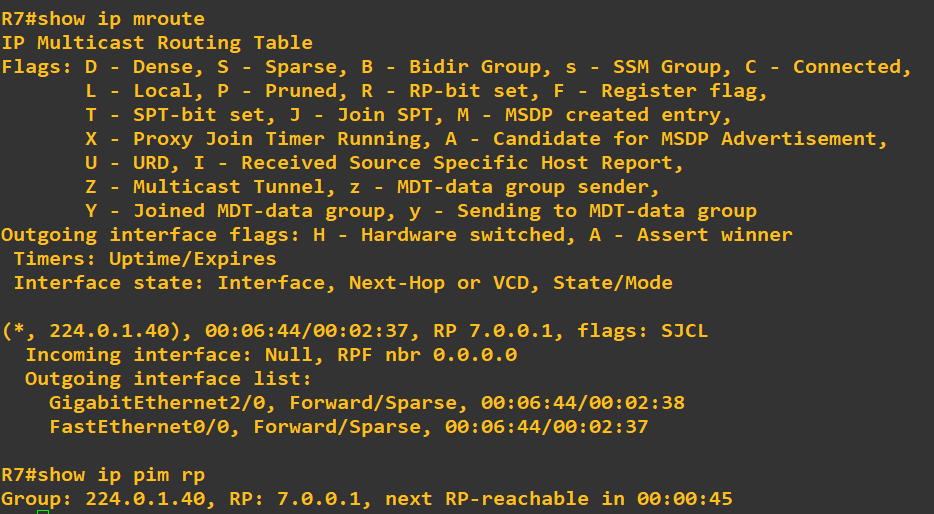 R7#show ip mroute
IP Multicast Routing Table
Flags: D - Dense, S - Sparse, B - Bidir Group, s - SSM Group, C - Connected,
       L - Local, P - Pruned, R - RP-bit set, F - Register flag,
       T - SPT-bit set, J - Join SPT, M - MSDP created entry,
       X - Proxy Join Timer Running, A - Candidate for MSDP Advertisement,
       U - URD, I - Received Source Specific Host Report,
       Z - Multicast Tunnel, z - MDT-data group sender,
       Y - Joined MDT-data group, y - Sending to MDT-data group
Outgoing interface flags: H - Hardware switched, A - Assert winner
 Timers: Uptime/Expires
 Interface state: Interface, Next-Hop or VCD, State/Mode

(*, 224.0.1.40), 00:06:44/00:02:37, RP 7.0.0.1, flags: SJCL
  Incoming interface: Null, RPF nbr 0.0.0.0
  Outgoing interface list:
    GigabitEthernet2/0, Forward/Sparse, 00:06:44/00:02:38
    FastEthernet0/0, Forward/Sparse, 00:06:44/00:02:37

R7#show ip pim rp
Group: 224.0.1.40, RP: 7.0.0.1, next RP-reachable in 00:00:45